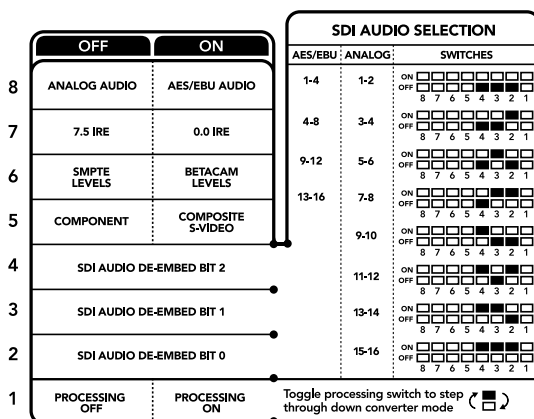 OFF ON
8 ANALOG AUDIO AES/EBU AUDIO
7 7.5 IRE 0.0 IRE
6 SMPTE LEVELS BETACAM LEVELS
5 COMPONENT COMPOSITE S-VIDEO
4 SDI AUDIO DE-EMBED BIT 2
3 SDI AUDIO DE-EMBED BIT 1
2 SDI AUDIO DE-EMBED BIT 0
1 PROCESSING OFF PROCESSING ON
SDI AUDIO SELECTION
AES/EBU ANALOG SWITCHES
1-4 1-2 ON OFF
8 7 6 5 4 3 2 1
4-8 3-4 ON OFF
8 7 6 5 4 3 2 1
9-12 5-6 ON OFF
8 7 6 5 4 3 2 1
13-16 7-8 ON OFF
8 7 6 5 4 3 2 1
9-10 ON OFF
8 7 6 5 4 3 2 1
11-12 ON OFF
8 7 6 5 4 3 2 1
13-14 ON OFF
8 7 6 5 4 3 2 1
15-16 ON OFF
8 7 6 5 4 3 2 1
Toggle processing switch to step
through down converter mode